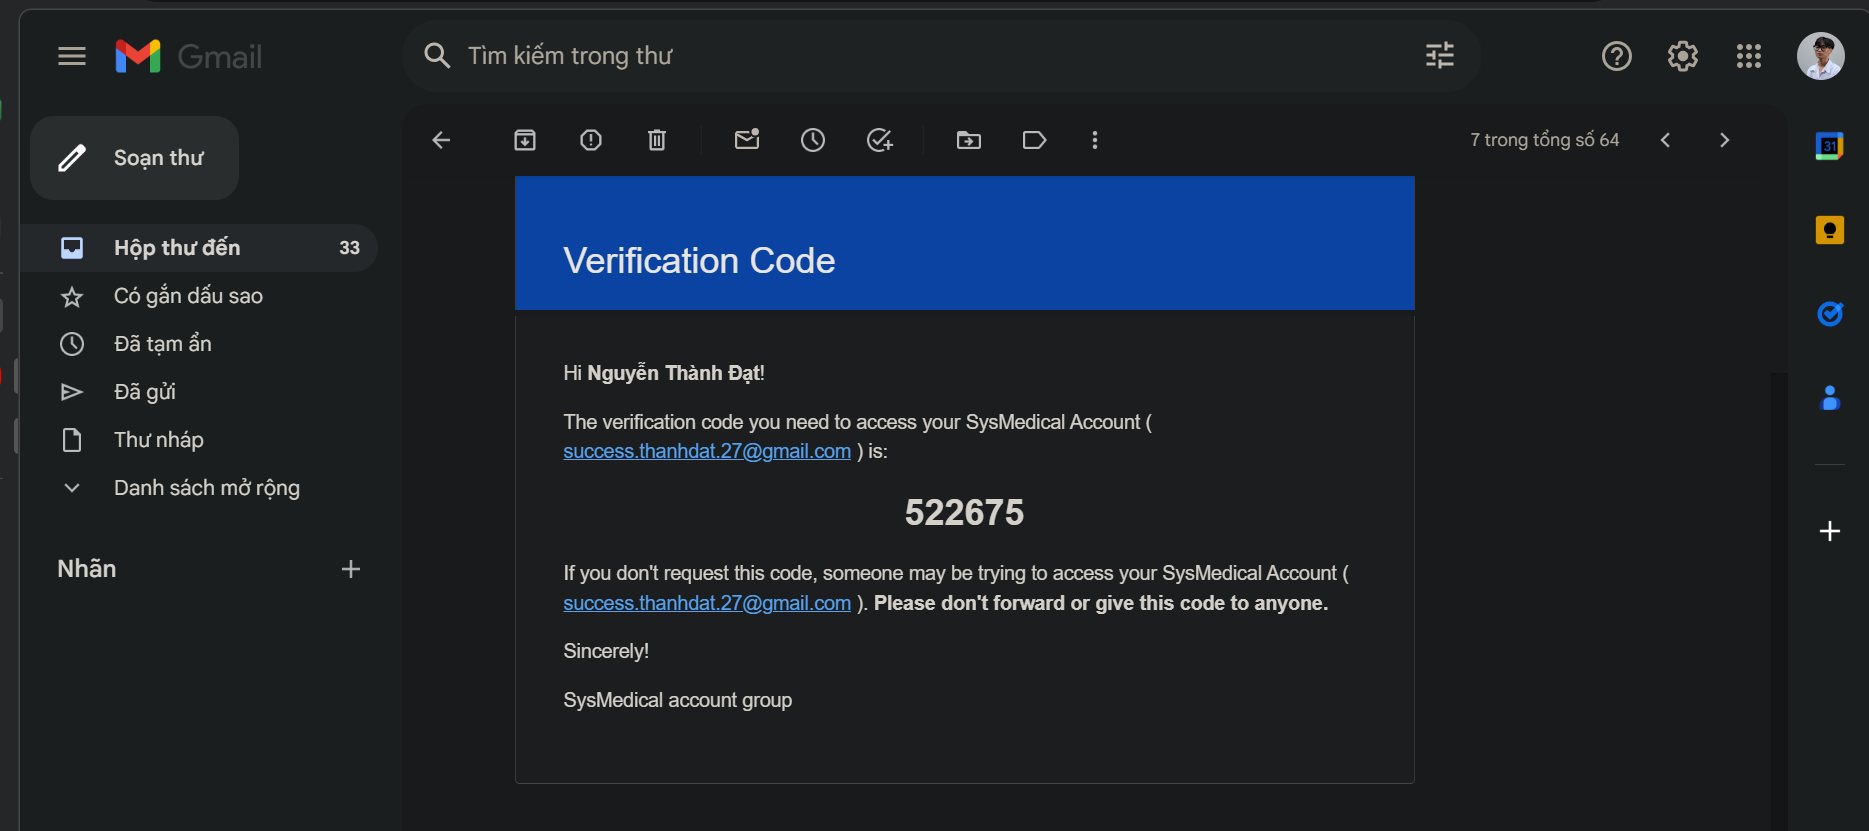 Gmail
Tìm kiếm trong thư
Soạn thư
7 trong tổng số 64
31
Hộp thư đến 33
Có gắn dấu sao
Đã tạm ẩn
Đã gửi
Thư nháp
Danh sách mở rộng
Nhãn
Verification Code
Hi Nguyễn Thành Đạt!
The verification code you need to access your SysMedical Account (
success.thanhdat.27@gmail.com ) is:
522675
If you don't request this code, someone may be trying to access your SysMedical Account (
success.thanhdat.27@gmail.com ). Please don't forward or give this code to anyone.
Sincerely!
SysMedical account group